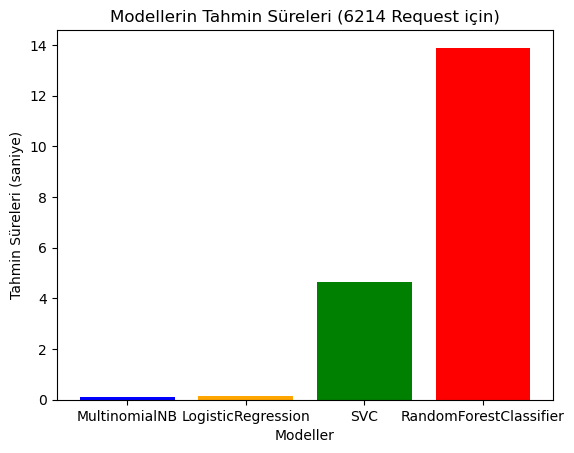 Modellerin Tahmin Süreleri (6214 Request için)
Tahmin Süreleri (saniye)
14
12
10
8
6
4
2
0
MultinomialNB LogisticRegression SVC RandomForestClassifier
Modeller